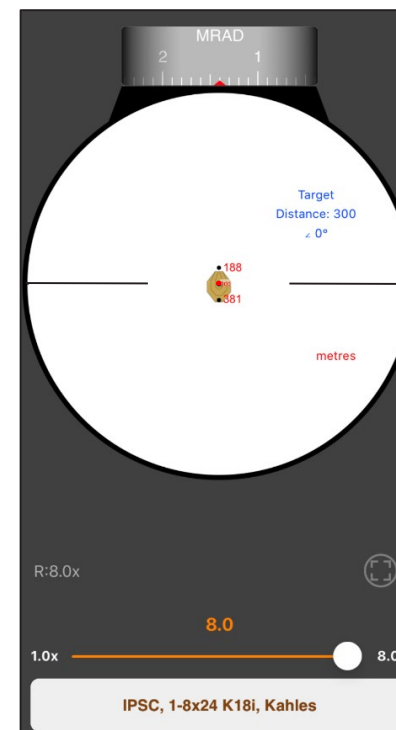 MRAD
2 1
Target
Distance: 300
∠ 0°
188
381
metres
R:8.0x
8.0
1.0x 8.0
IPSC, 1-8x24 K18i, Kahles